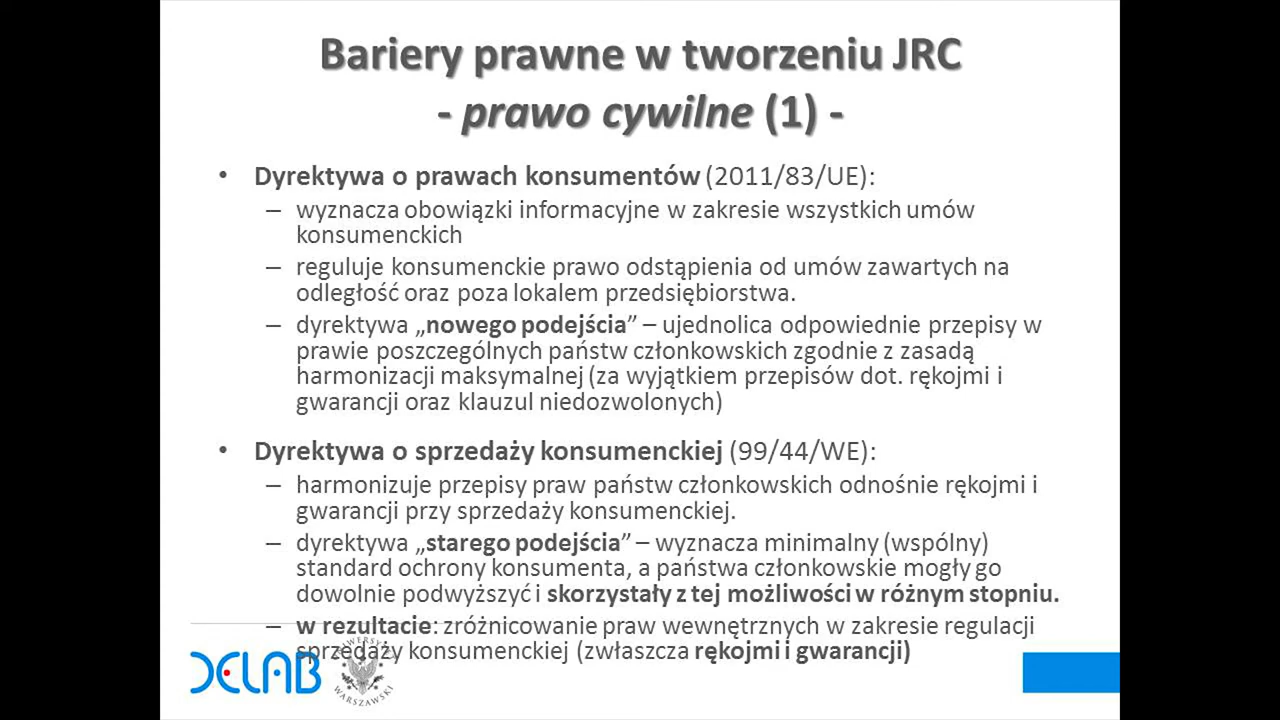 Bariery prawne w tworzeniu JRC
- prawo cywilne (1) -
• Dyrektywa o prawach konsumentów (2011/83/UE):
– wyznacza obowiązki informacyjne w zakresie wszystkich umów
konsumenckich
– reguluje konsumenckie prawo odstąpienia od umów zawartych na
odległość oraz poza lokalem przedsiębiorstwa.
– dyrektywa „nowego podejścia” – ujednolica odpowiednie przepisy w
prawie poszczególnych państw członkowskich zgodnie z zasadą
harmonizacji maksymalnej (za wyjątkiem przepisów dot. rękojmi i
gwarancji oraz klauzul niedozwolonych)
• Dyrektywa o sprzedaży konsumenckiej (99/44/WE):
– harmonizuje przepisy praw państw członkowskich odnośnie rękojmi i
gwarancji przy sprzedaży konsumenckiej.
– dyrektywa „starego podejścia” – wyznacza minimalny (wspólny)
standard ochrony konsumenta, a państwa członkowskie mogły go
dowolnie podwyższyć i skorzystały z tej możliwości w różnym stopniu.
– w rezultacie: zróżnicowanie praw wewnętrznych w zakresie regulacji
sprzedaży konsumenckiej (zwłaszcza rękojmi i gwarancji)
DELAB
WARSZAWSKI